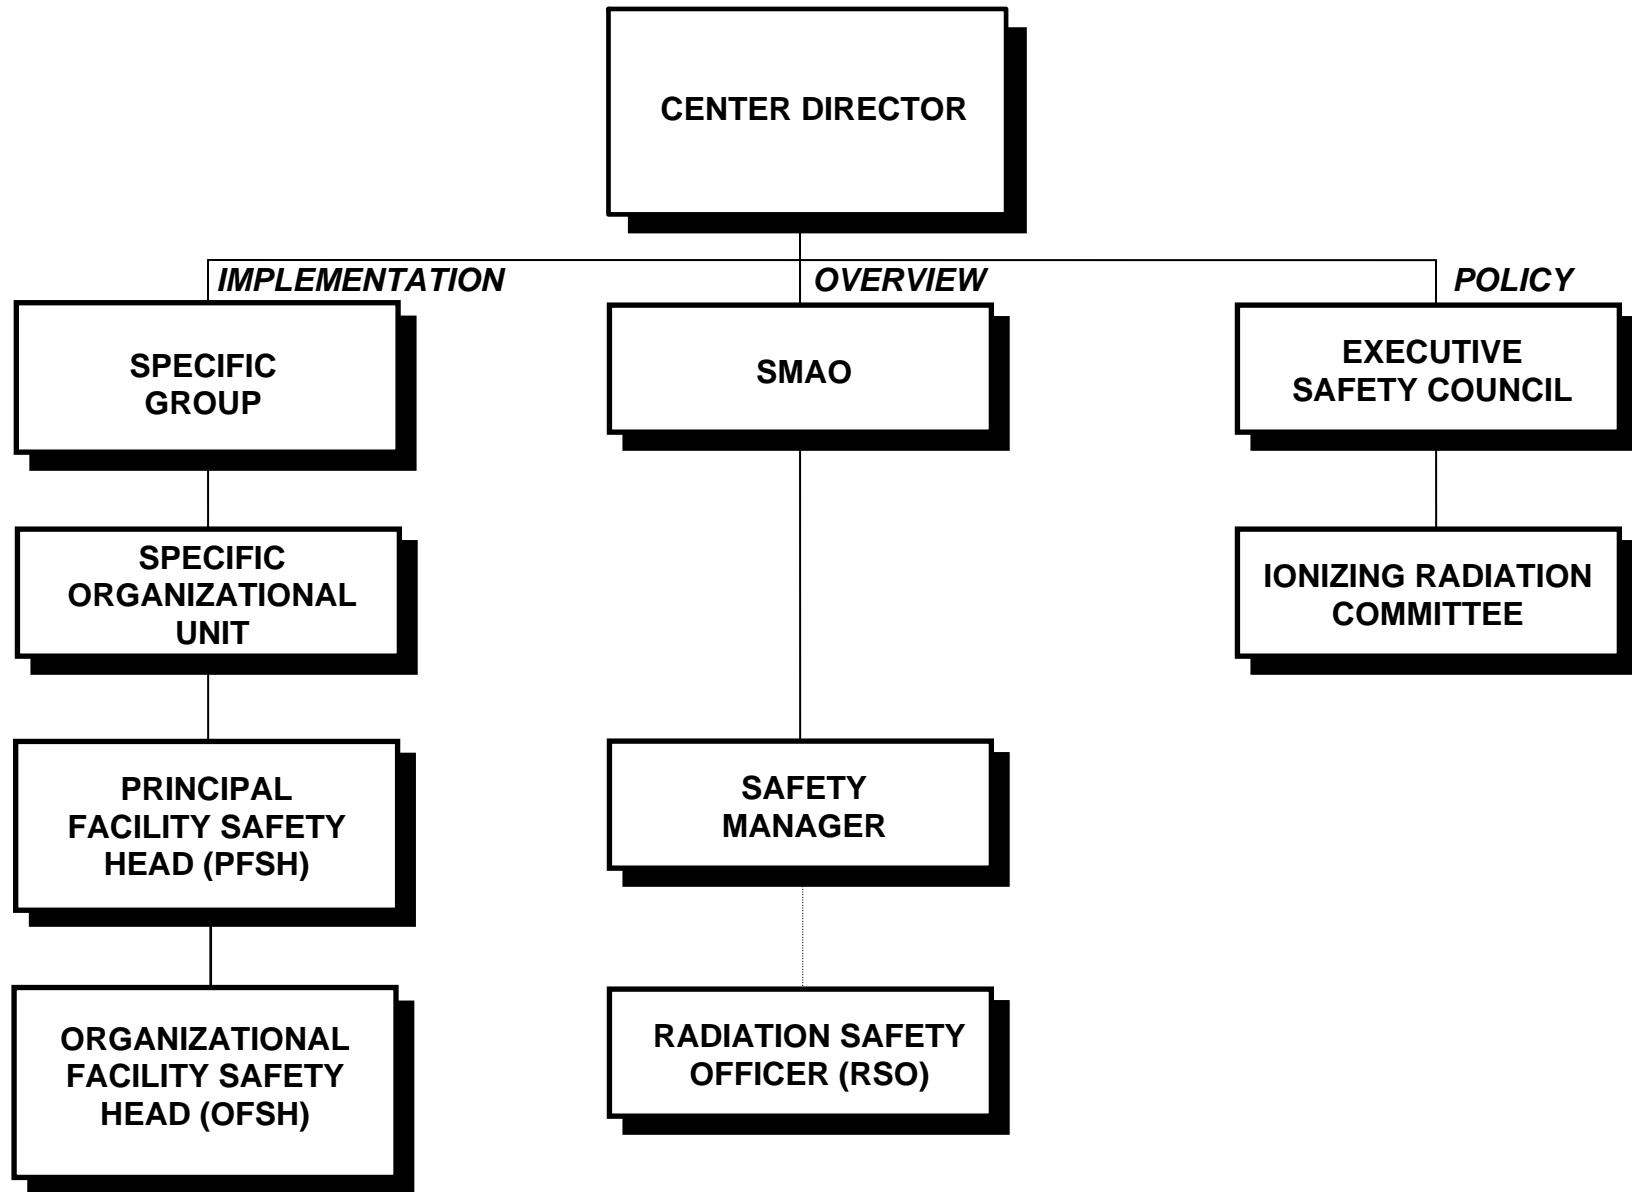 CENTER DIRECTOR
IMPLEMENTATION
OVERVIEW
POLICY
SPECIFIC
GROUP
SMAO
EXECUTIVE
SAFETY COUNCIL
SPECIFIC
ORGANIZATIONAL
UNIT
IONIZING RADIATION
COMMITTEE
PRINCIPAL
FACILITY SAFETY
HEAD (PFSH)
SAFETY
MANAGER
ORGANIZATIONAL
FACILITY SAFETY
HEAD (OFSH)
RADIATION SAFETY
OFFICER (RSO)